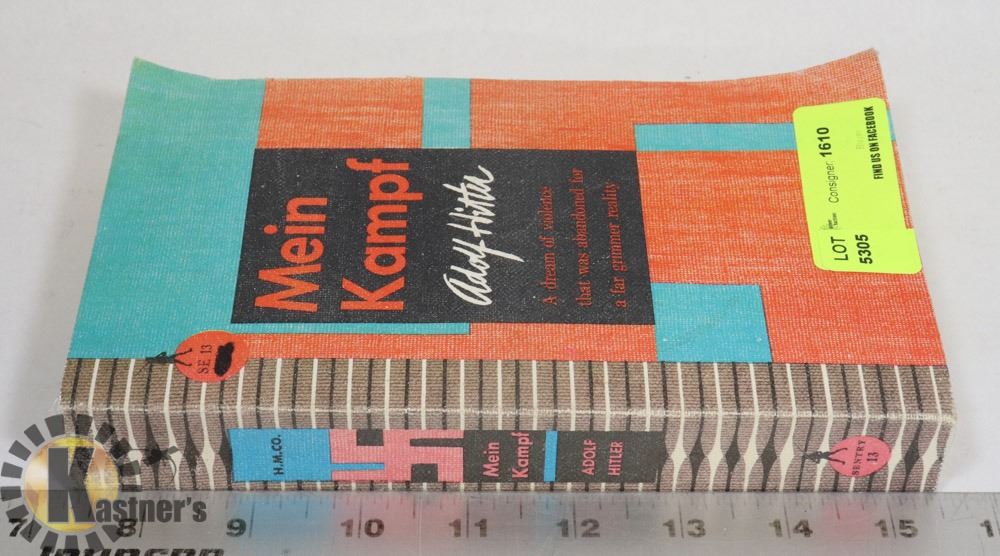 Mein
Kampf
Adolf Hitler
A dream of violence
that was abandoned for
a far grimmer reality
LOT
5305
Consigner: 1610
FIND US ON FACEBOOK
SE 13
H.M.CO.
Mein
Kampf
ADOLF
HITLER
SENTRY
13
Kastner's
7 8 9 10 11 12 13 14 15 1